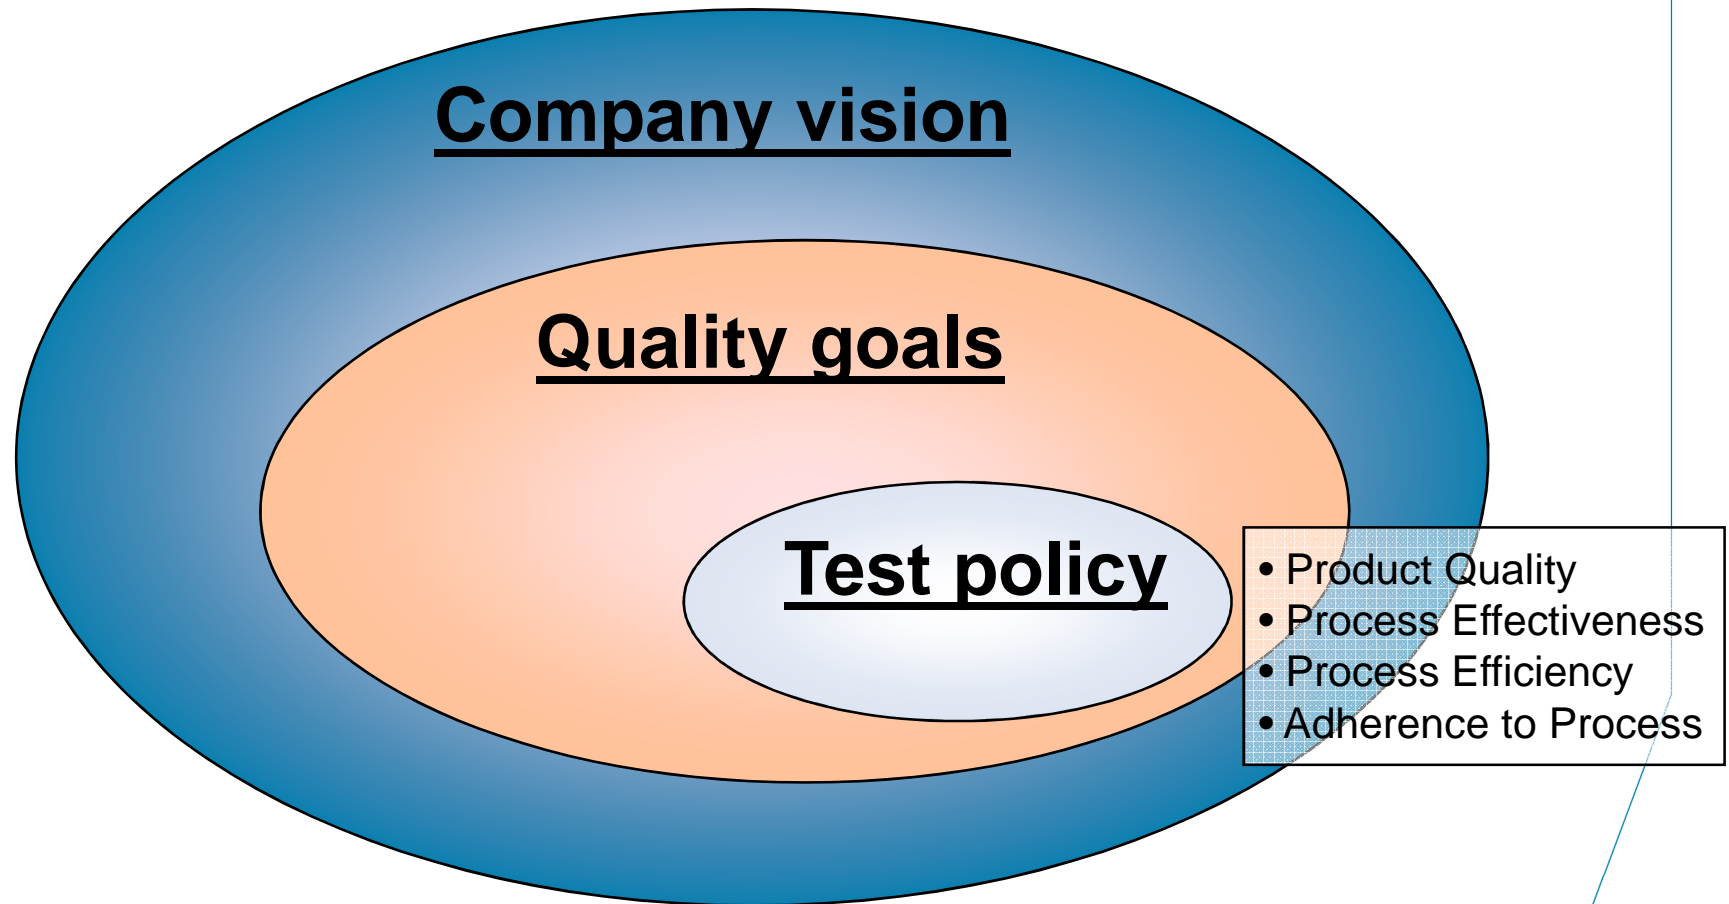 Company vision
Quality goals
Test policy
• Product Quality
• Process Effectiveness
• Process Efficiency
• Adherence to Process